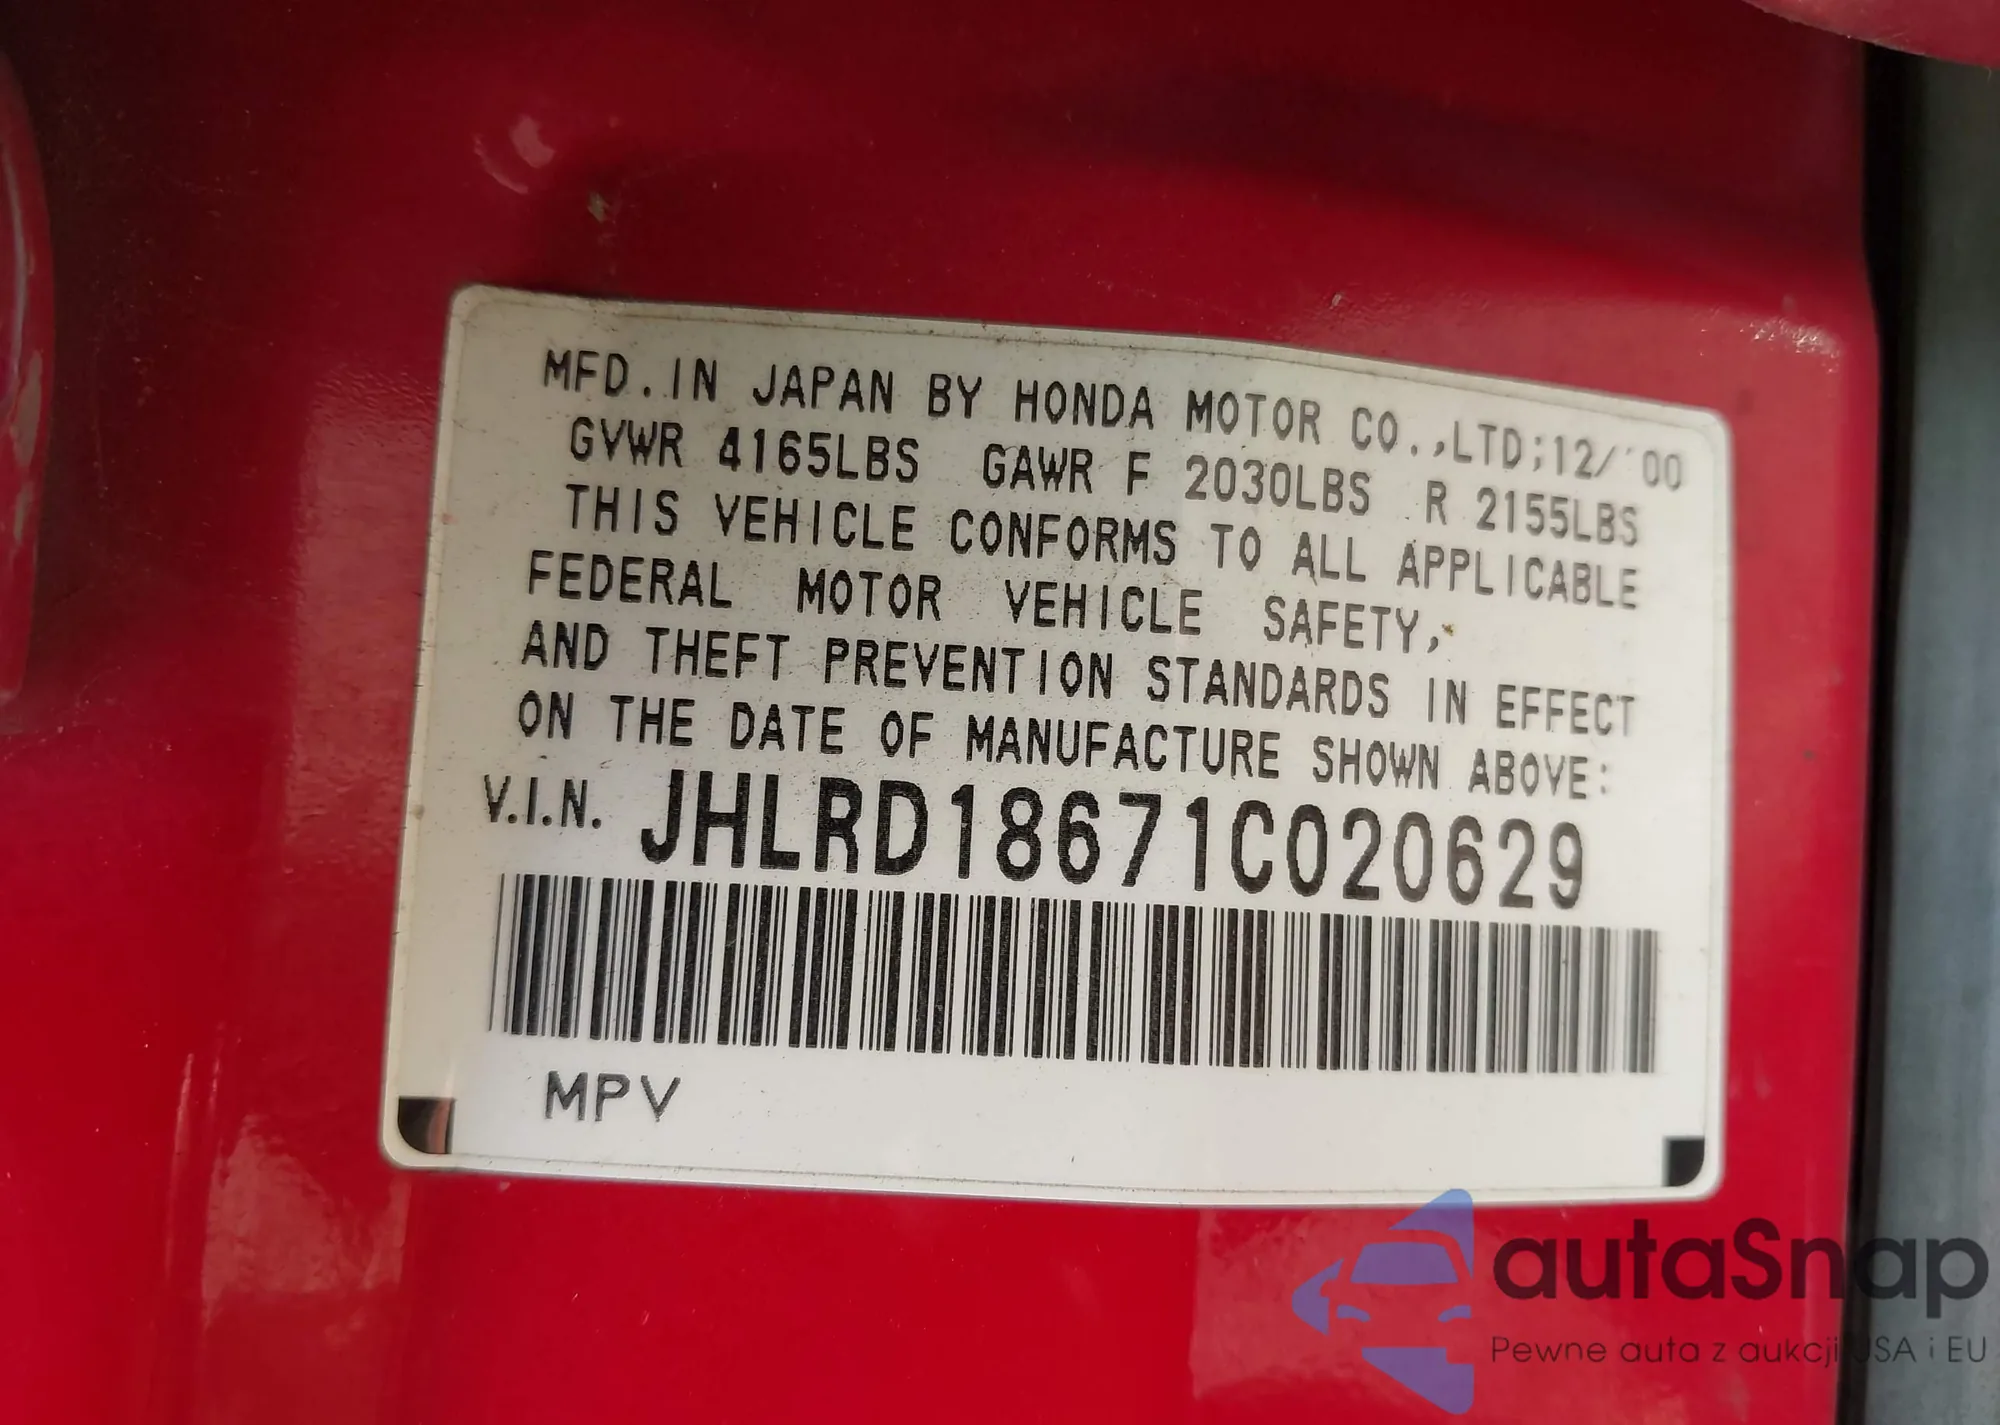 MFD.IN JAPAN BY HONDA MOTOR CO.,LTD;12/'00
GVWR 4165LBS GAWR F 2030LBS R 2155LBS
THIS VEHICLE CONFORMS TO ALL APPLICABLE
FEDERAL MOTOR VEHICLE SAFETY,
AND THEFT PREVENTION STANDARDS IN EFFECT
ON THE DATE OF MANUFACTURE SHOWN ABOVE:
V.I.N. JHLRD18671C020629
MPV
autaSnap
Pewne auta z aukcji USA i EU